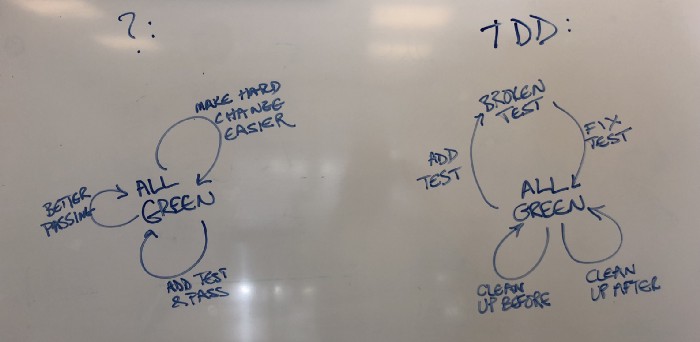 ?:
MAKE HARD
CHANGE
EASIER
ALL
GREEN
BETTER
PASSING
ADD TEST
& PASS
TDD:
BROKEN
TEST
FIX
TEST
ADD
TEST
ALL
GREEN
CLEAN
UP BEFORE
CLEAN
UP AFTER